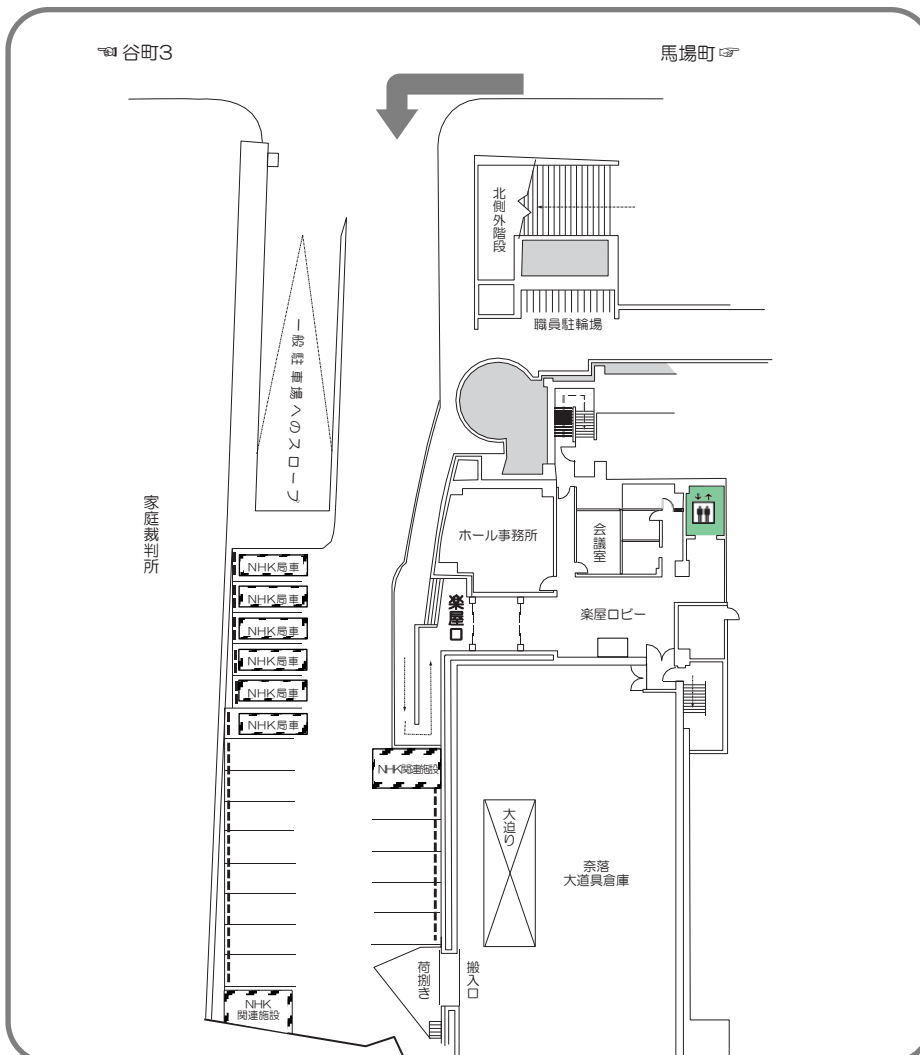 ☜ 谷町3
馬場町 ☞
北側外階段
職員駐輪場
一般駐車場へのスロープ
家庭裁判所
ホール事務所
会議室
楽屋口
楽屋ロビー
NHK局車
NHK局車
NHK局車
NHK局車
NHK局車
NHK局車
NHK関連施設
大迫り
奈落
大道具倉庫
荷捌き
搬入口
NHK
関連施設